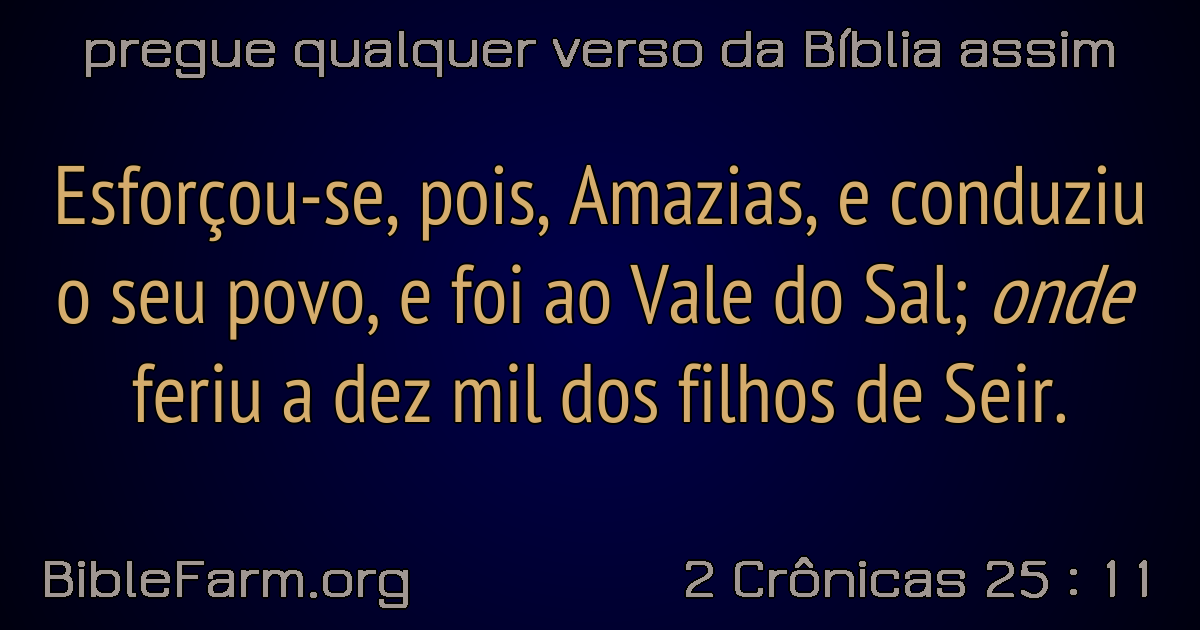 pregue qualquer verso da Bíblia assim
Esforçou-se, pois, Amazias, e conduziu
o seu povo, e foi ao Vale do Sal; onde
feriu a dez mil dos filhos de Seir.
BibleFarm.org
2 Crônicas 25 : 11